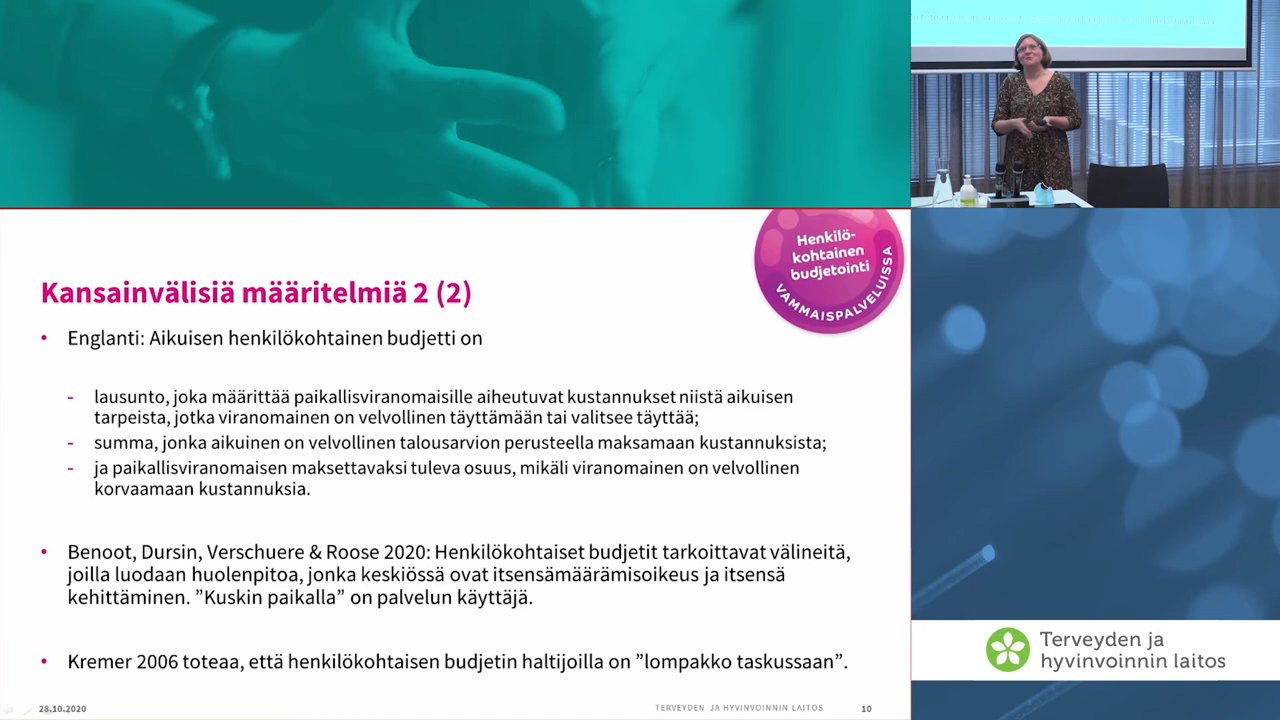 Henkilö-
kohtainen
budjetointi
VAMMAISPALVELUISSA
Kansainvälisiä määritelmiä 2 (2)
• Englanti: Aikuisen henkilökohtainen budjetti on
- lausunto, joka määrittää paikallisviranomaisille aiheutuvat kustannukset niistä aikuisen
tarpeista, jotka viranomainen on velvollinen täyttämään tai valitsee täyttää;
- summa, jonka aikuinen on velvollinen talousarvion perusteella maksamaan kustannuksista;
- ja paikallisviranomaisen maksettavaksi tuleva osuus, mikäli viranomainen on velvollinen
korvaamaan kustannuksia.
• Benoot, Dursin, Verschuere & Roose 2020: Henkilökohtaiset budjetit tarkoittavat välineitä,
joilla luodaan huolenpitoa, jonka keskiössä ovat itsensämäärämisoikeus ja itsensä
kehittäminen. ”Kuskin paikalla” on palvelun käyttäjä.
• Kremer 2006 toteaa, että henkilökohtaisen budjetin haltijoilla on ”lompakko taskussaan”.
28.10.2020
TERVEYDEN JA HYVINVOINNIN LAITOS
10
Terveyden ja
hyvinvoinnin laitos